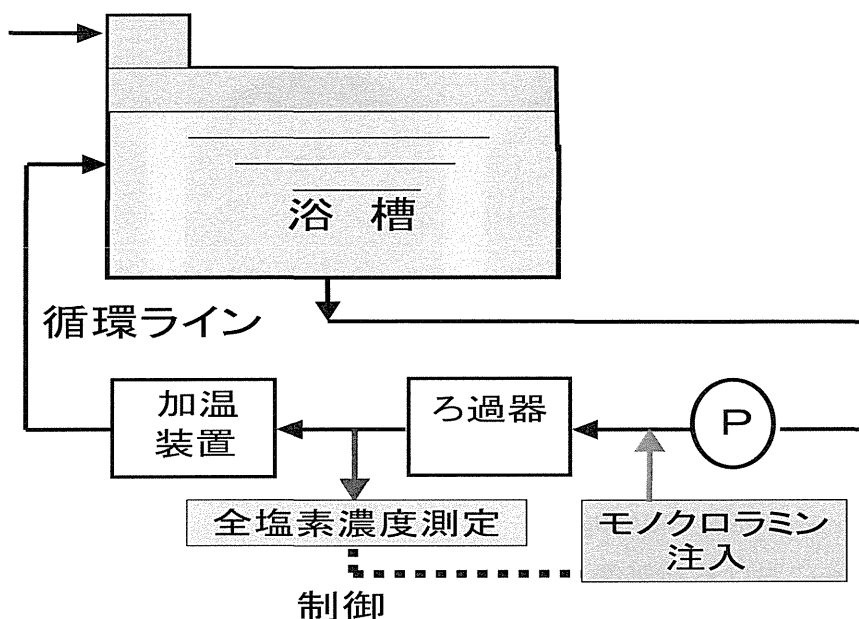 浴 槽
循環ライン
加温
装置
ろ過器
P
全塩素濃度測定
モノクロラミン
注入
制御